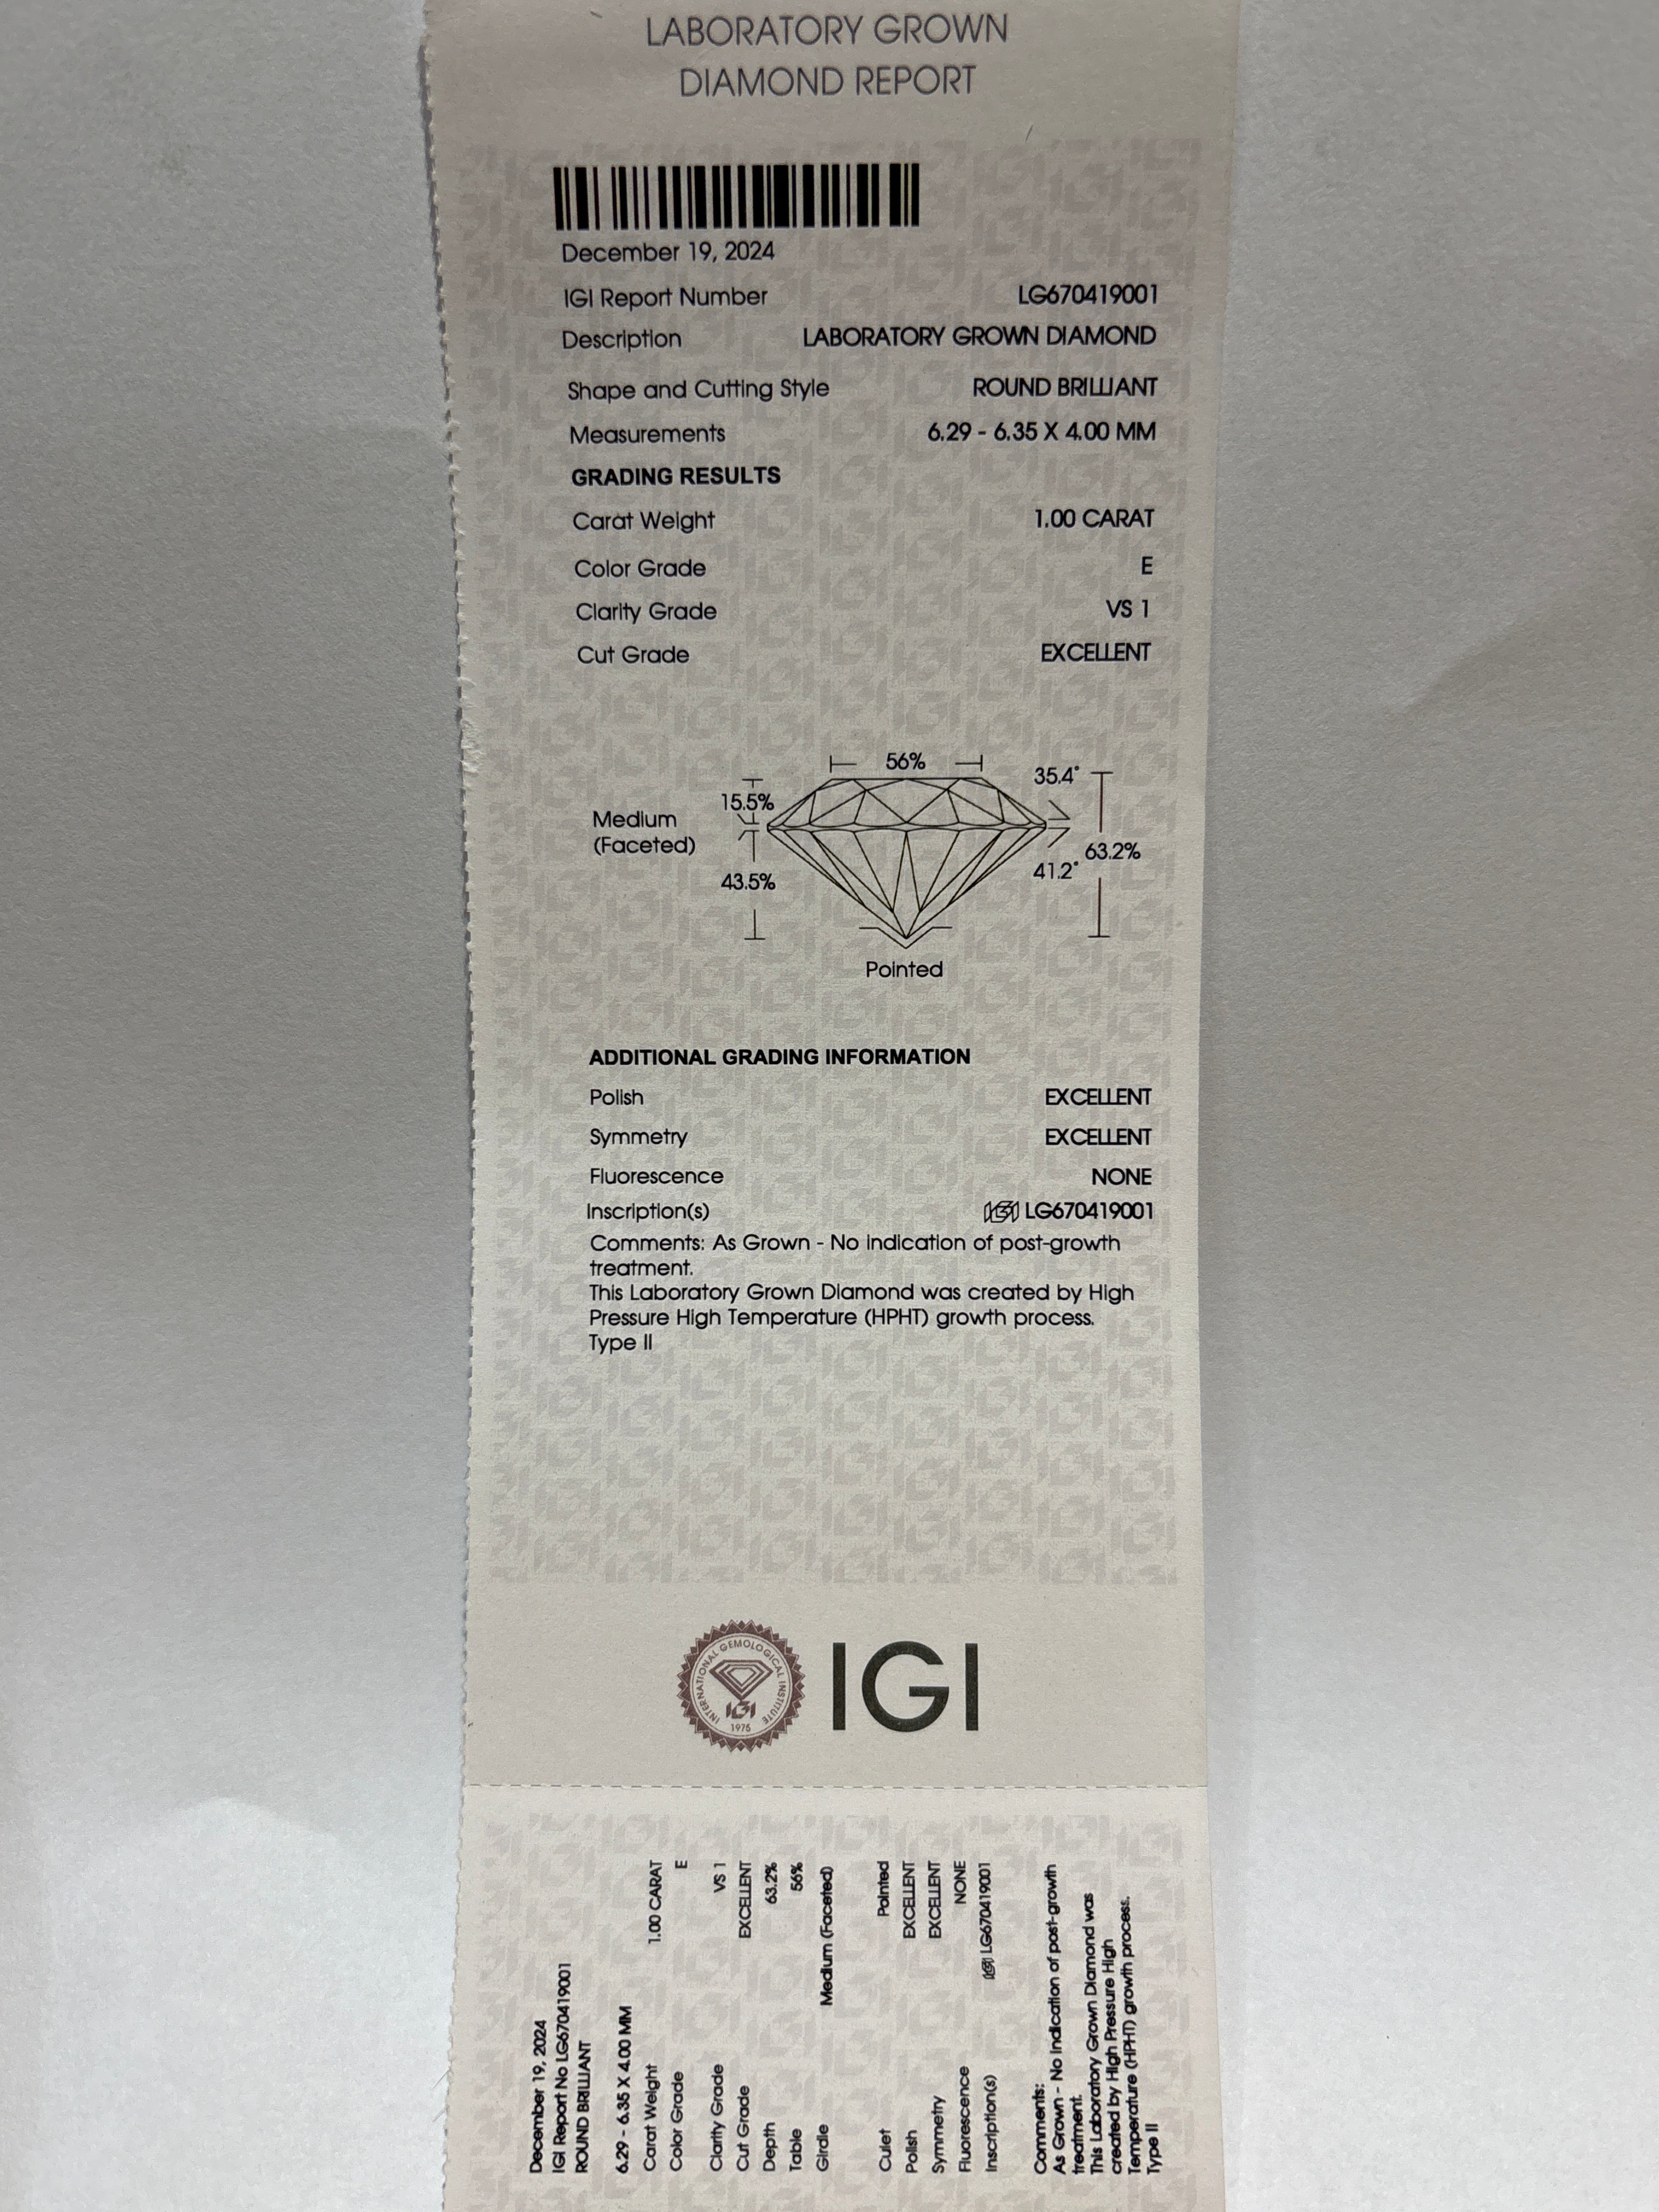 LABORATORY GROWN
DIAMOND REPORT
December 19, 2024
IGI Report Number LG670419001
Description LABORATORY GROWN DIAMOND
Shape and Cutting Style ROUND BRILLIANT
Measurements 6.29 - 6.35 X 4.00 MM
GRADING RESULTS
Carat Weight 1.00 CARAT
Color Grade E
Clarity Grade VS 1
Cut Grade EXCELLENT
56%
35.4°
15.5%
Medium
(Faceted)
63.2%
41.2°
43.5%
Pointed
ADDITIONAL GRADING INFORMATION
Polish EXCELLENT
Symmetry EXCELLENT
Fluorescence NONE
Inscription(s) IGI LG670419001
Comments: As Grown - No indication of post-growth
treatment.
This Laboratory Grown Diamond was created by High
Pressure High Temperature (HPHT) growth process.
Type II
INTERNATIONAL GEMOLOGICAL INSTITUTE
IGI
1975
IGI
December 19, 2024
IGI Report No LG670419001
ROUND BRILLIANT
6.29 - 6.35 X 4.00 MM
Carat Weight 1.00 CARAT
Color Grade E
Clarity Grade VS 1
Cut Grade EXCELLENT
Depth 63.2%
Table 56%
Girdle Medium (Faceted)
Culet Pointed
Polish EXCELLENT
Symmetry EXCELLENT
Fluorescence NONE
Inscription(s) IGI LG670419001
Comments:
As Grown - No indication of post-growth
treatment.
This Laboratory Grown Diamond was
created by High Pressure High
Temperature (HPHT) growth process.
Type II